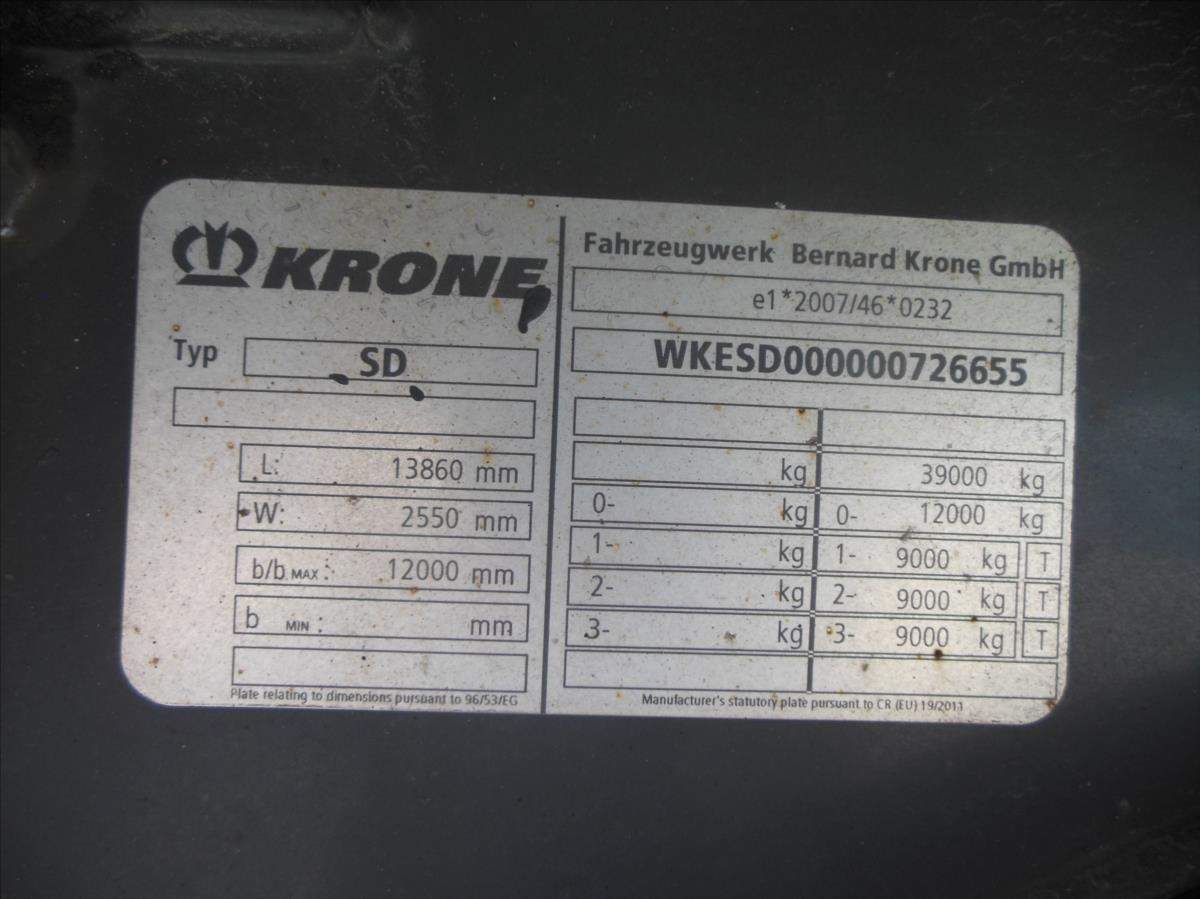 KRONE
Typ SD
L: 13860 mm
W: 2550 mm
b/b MAX: 12000 mm
b MIN: mm
Plate relating to dimensions pursuant to 96/53/EG
Fahrzeugwerk Bernard Krone GmbH
e1*2007/46*0232
WKESD000000726655
kg 39000 kg
0- kg 0- 12000 kg
1- kg 1- 9000 kg T
2- kg 2- 9000 kg T
3- kg 3- 9000 kg T
Manufacturer's statutory plate pursuant to CR (EU) 19/2011